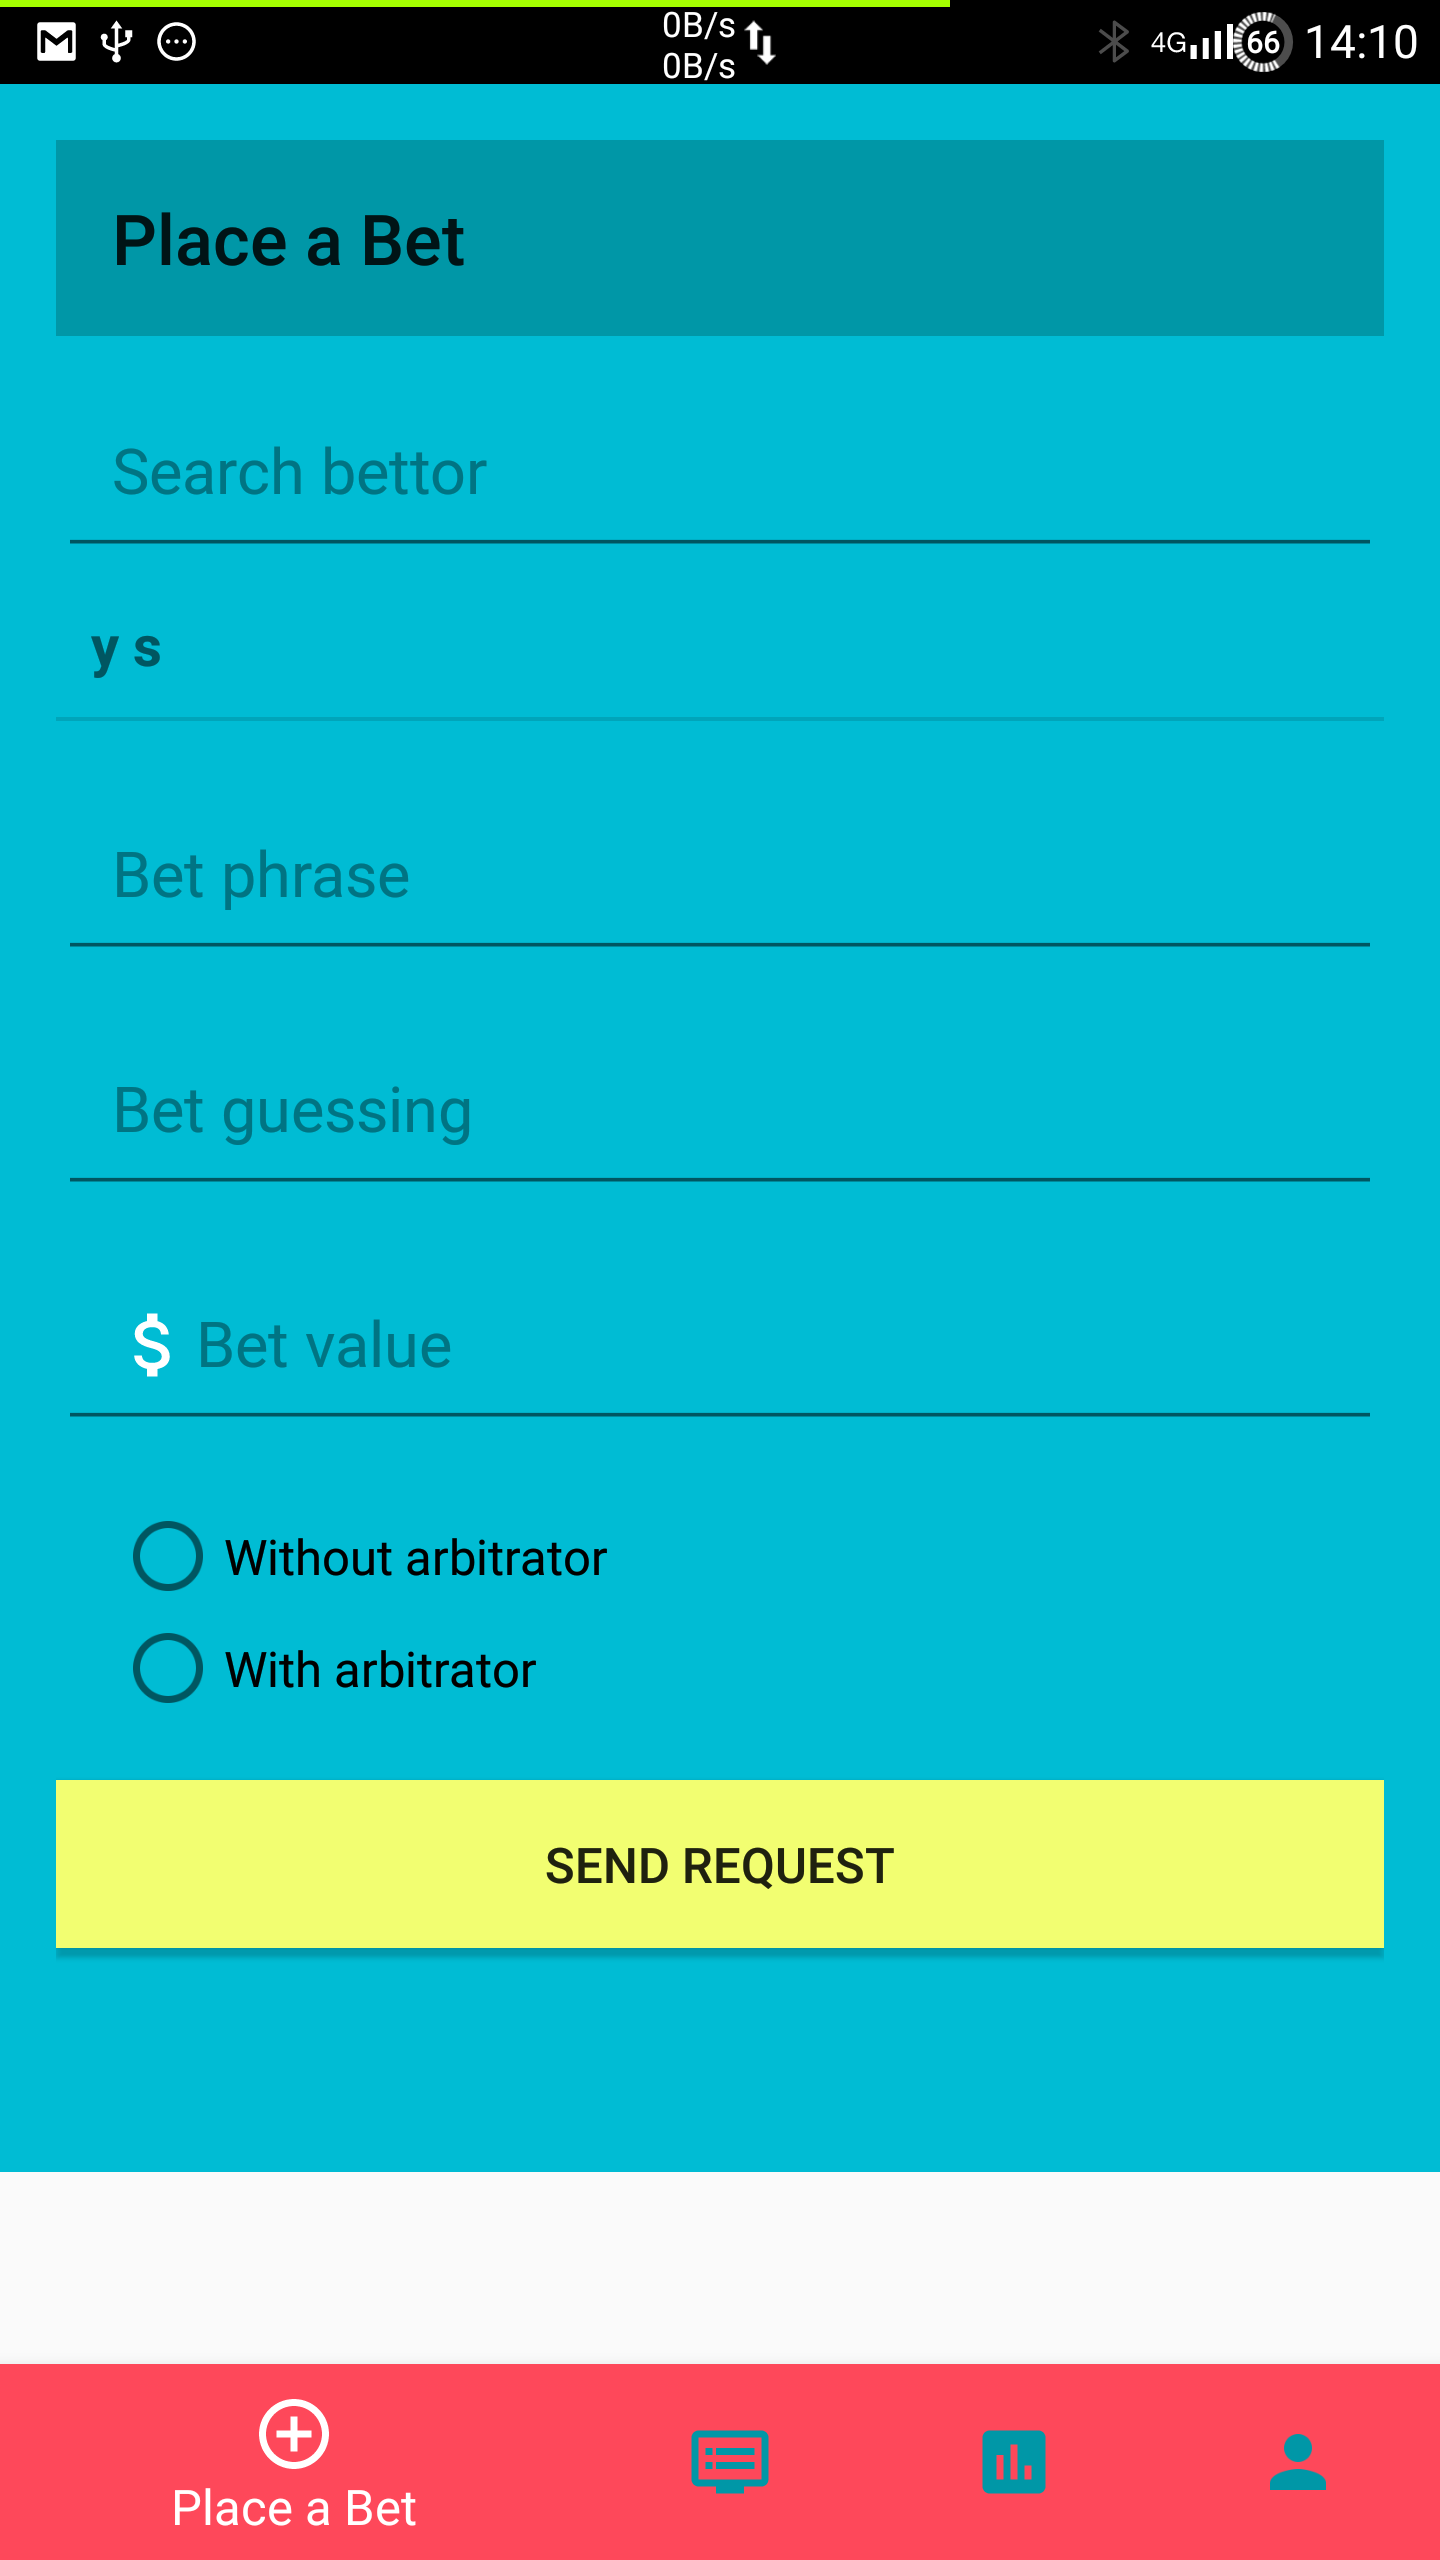 0B/s
0B/s
4G 66 14:10
Place a Bet
Search bettor
y s
Bet phrase
Bet guessing
$ Bet value
Without arbitrator
With arbitrator
SEND REQUEST
Place a Bet